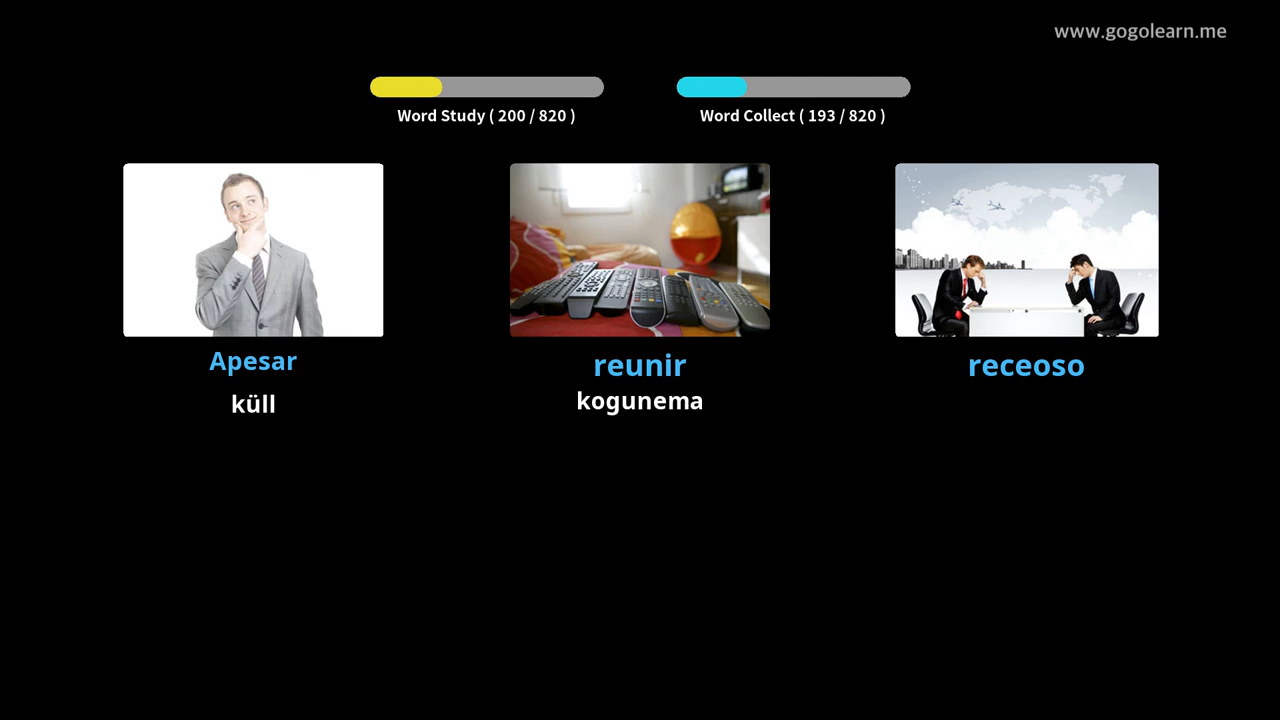 www.gogolearn.me
Word Study ( 200 / 820 )
Word Collect ( 193 / 820 )
Apesar
küll
reunir
kogunema
receoso